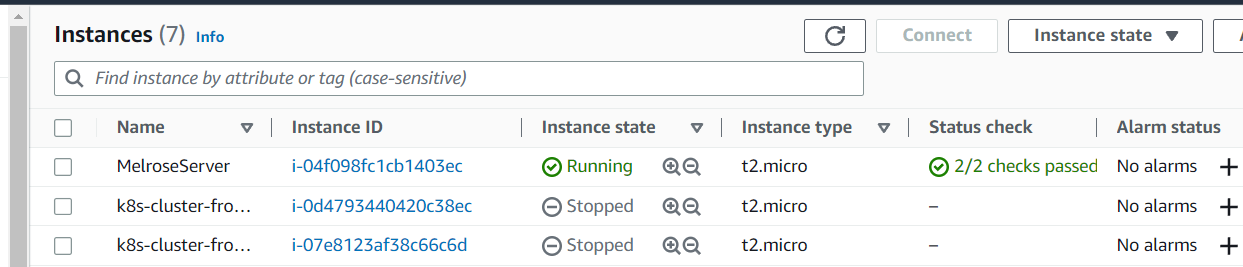 Instances (7) Info
Connect
Instance state
Find instance by attribute or tag (case-sensitive)
Name Instance ID Instance state Instance type Status check Alarm status
MelroseServer i-04f098fc1cb1403ec Running t2.micro 2/2 checks passed No alarms +
k8s-cluster-fro... i-0d4793440420c38ec Stopped t2.micro – No alarms +
k8s-cluster-fro... i-07e8123af38c66c6d Stopped t2.micro – No alarms +